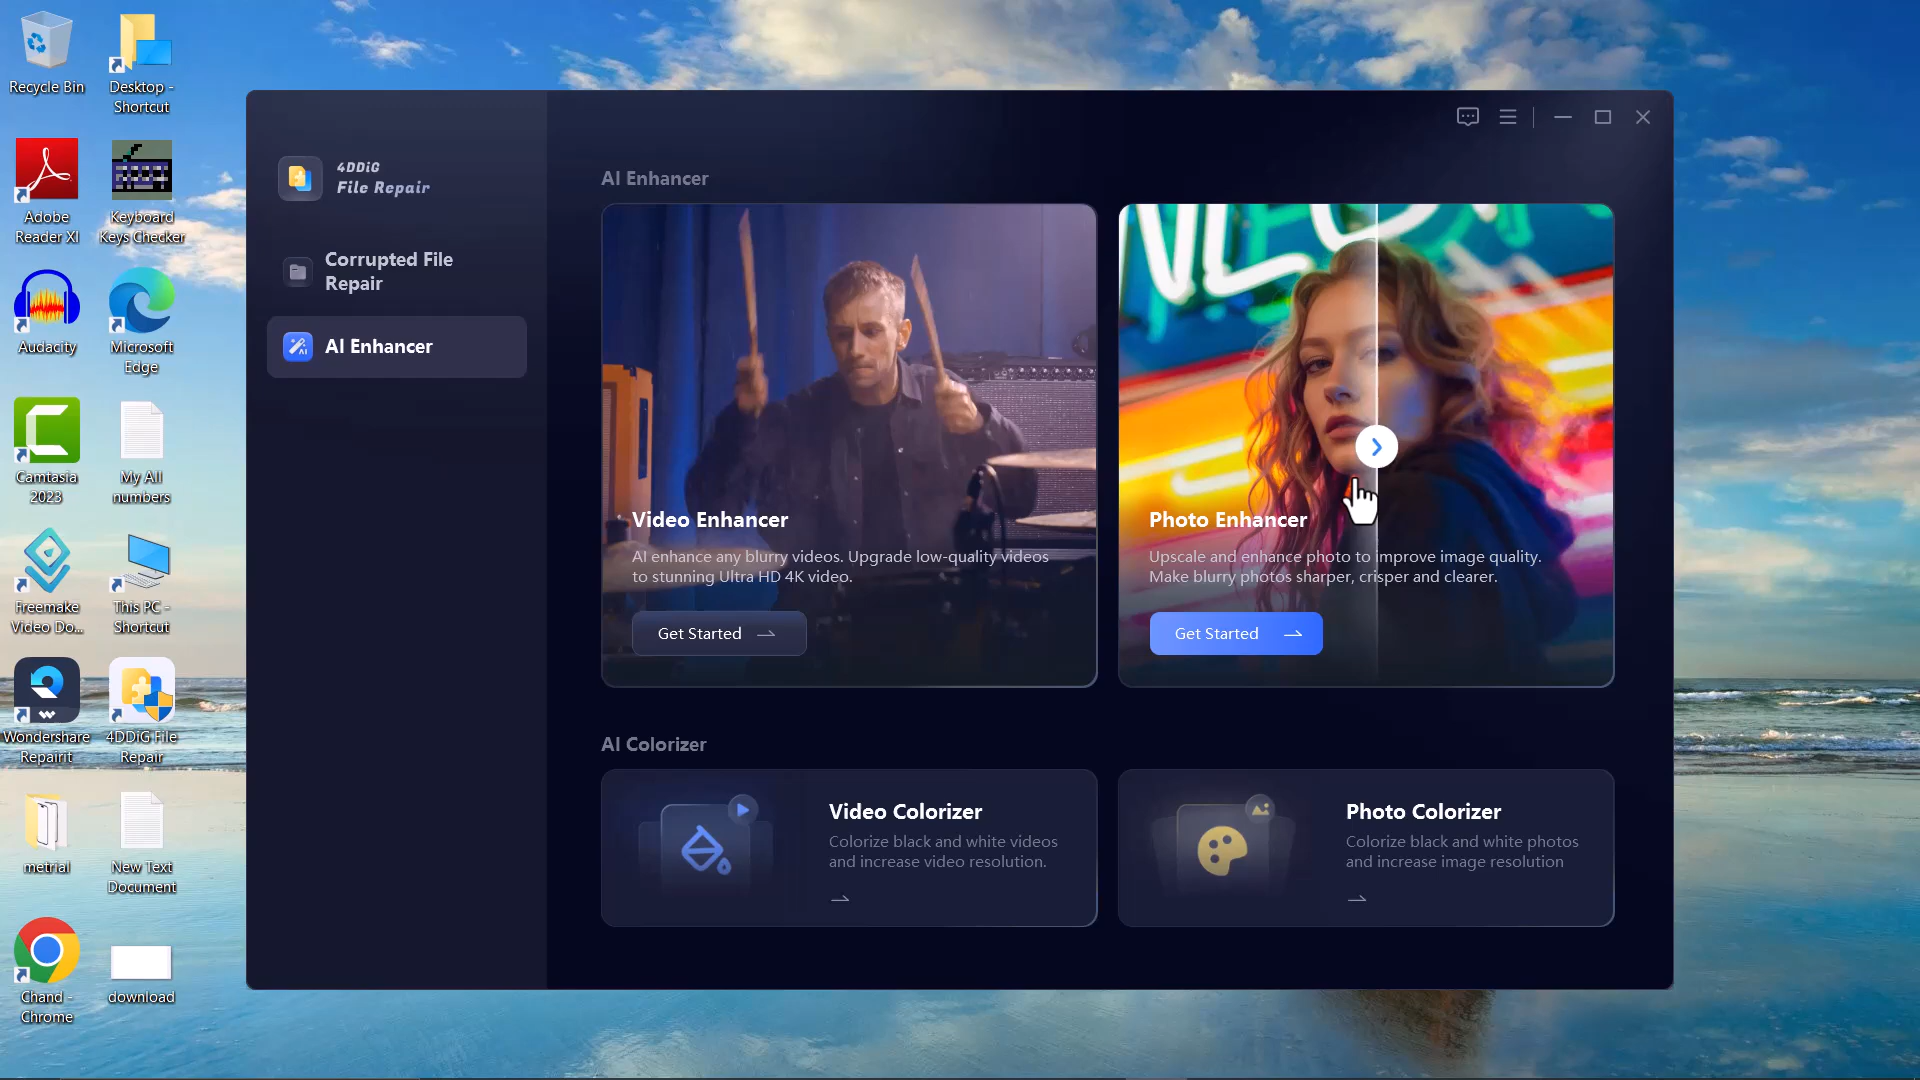 Recycle Bin
Desktop -
Shortcut
Adobe
Reader XI
Keyboard
Keys Checker
Audacity
Microsoft
Edge
Camtasia
2023
My All
numbers
Freemake
Video Do...
This PC -
Shortcut
Wondershare
Repairit
4DDiG File
Repair
metrial
New Text
Document
Chand -
Chrome
download
4DDiG
File Repair
Corrupted File
Repair
AI
AI Enhancer
AI Enhancer
Video Enhancer
AI enhance any blurry videos. Upgrade low-quality videos
to stunning Ultra HD 4K video.
Get Started
Photo Enhancer
Upscale and enhance photo to improve image quality.
Make blurry photos sharper, crisper and clearer.
Get Started
AI Colorizer
Video Colorizer
Colorize black and white videos
and increase video resolution.
Photo Colorizer
Colorize black and white photos
and increase image resolution